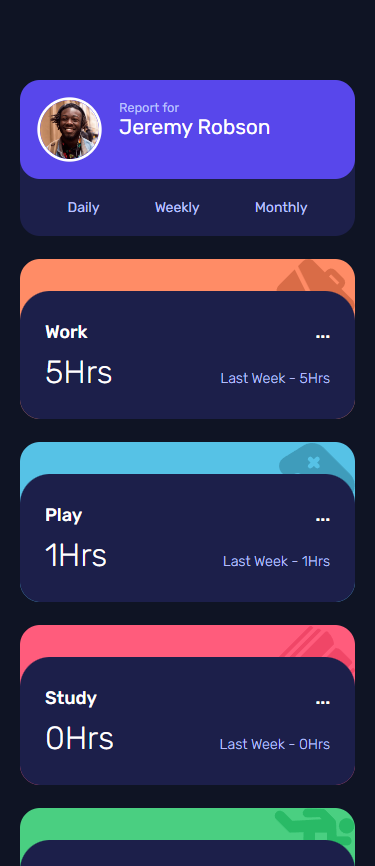 Report for
Jeremy Robson
Daily Weekly Monthly
Work ...
5Hrs Last Week - 5Hrs
Play ...
1Hrs Last Week - 1Hrs
Study ...
0Hrs Last Week - 0Hrs